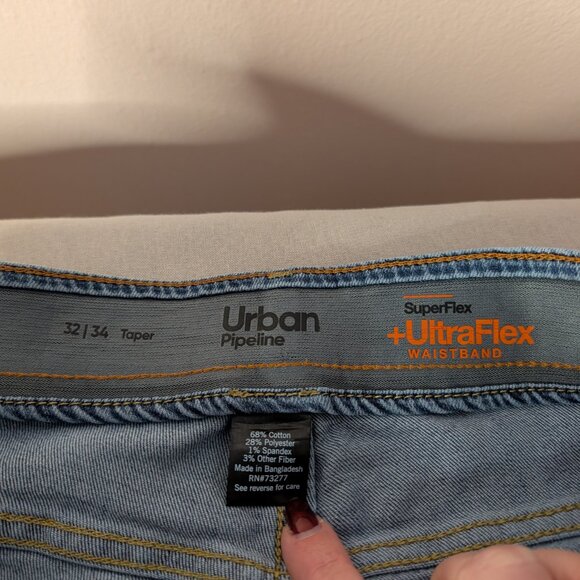 32 | 34 Taper
Urban
Pipeline
SuperFlex
+UltraFlex
WAISTBAND
68% Cotton
28% Polyester
1% Spandex
3% Other Fiber
Made in Bangladesh
RN#73277
See reverse for care